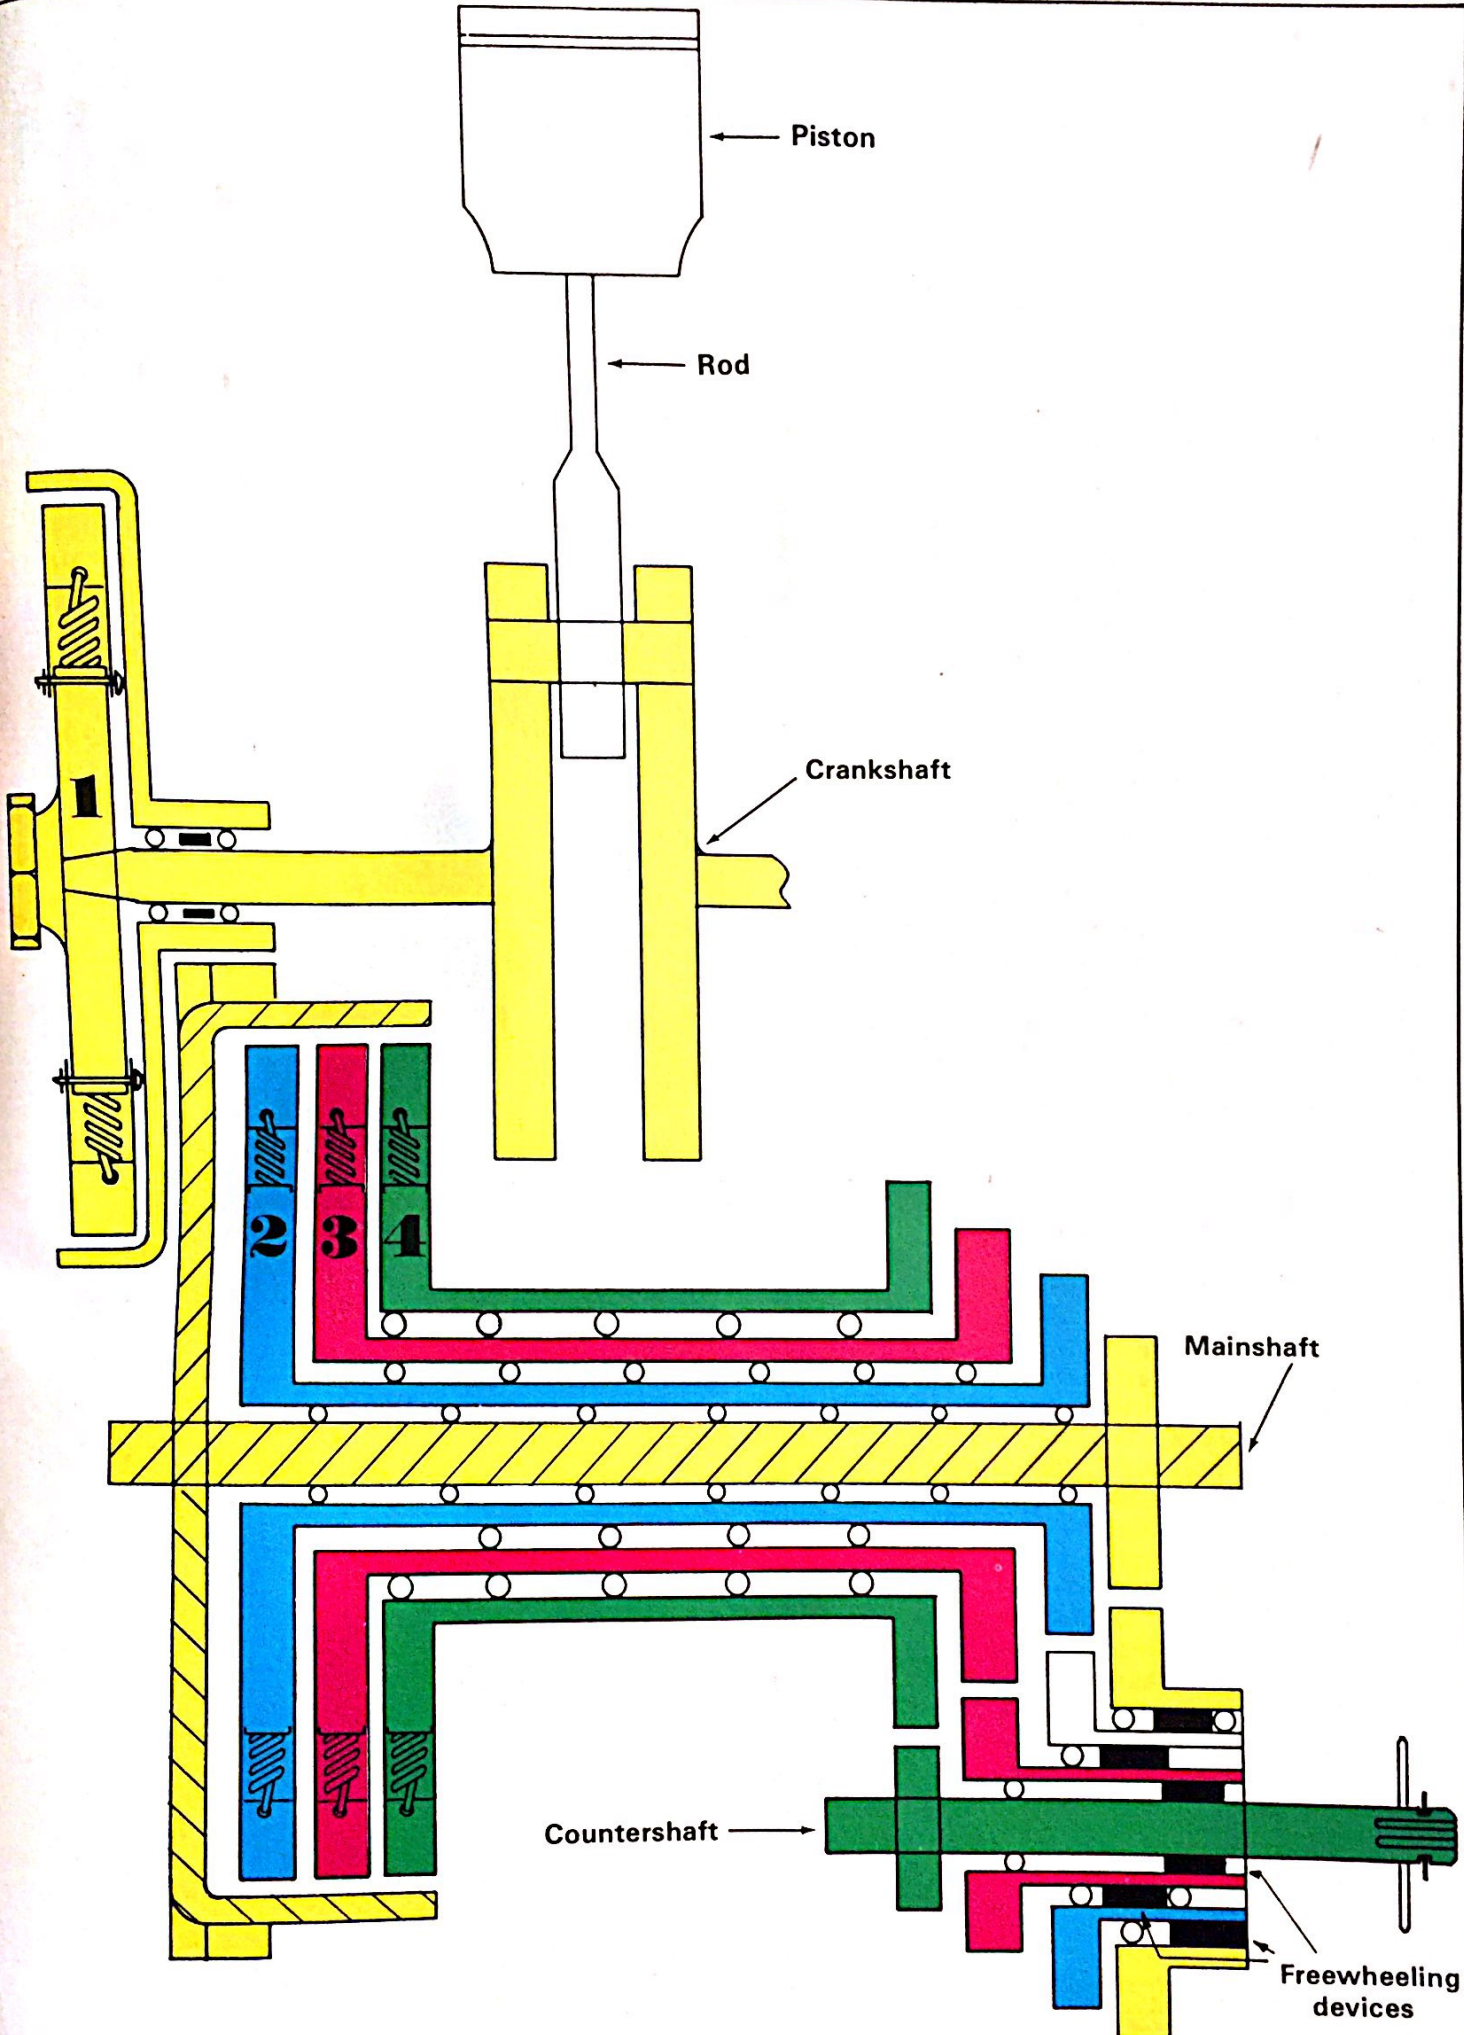 Piston
Rod
Crankshaft
1
2
3
4
Mainshaft
Countershaft
Freewheeling
devices